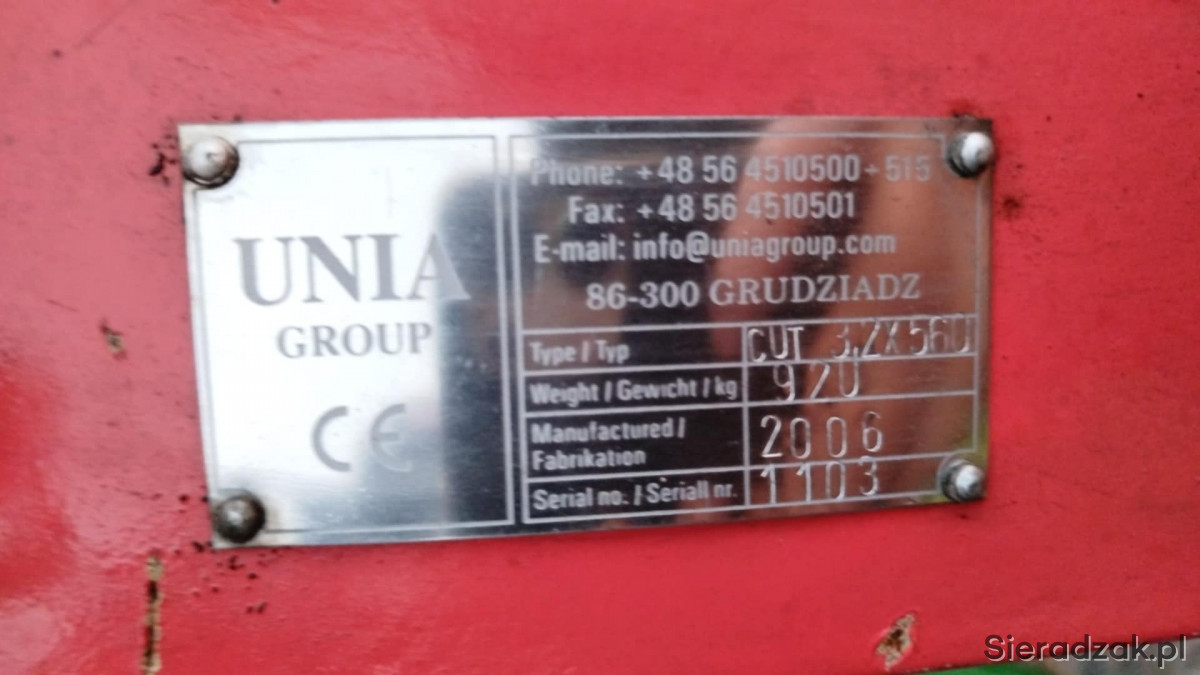 UNIA
GROUP
CE
Phone: +48 56 4510500÷515
Fax: +48 56 4510501
E-mail: info@uniagroup.com
86-300 GRUDZIADZ
Type / Typ CUT 3,2X560
Weight / Gewicht / kg 920
Manufactured /
Fabrikation 2006
Serial no. / Seriall nr. 1103
Sieradzak.pl